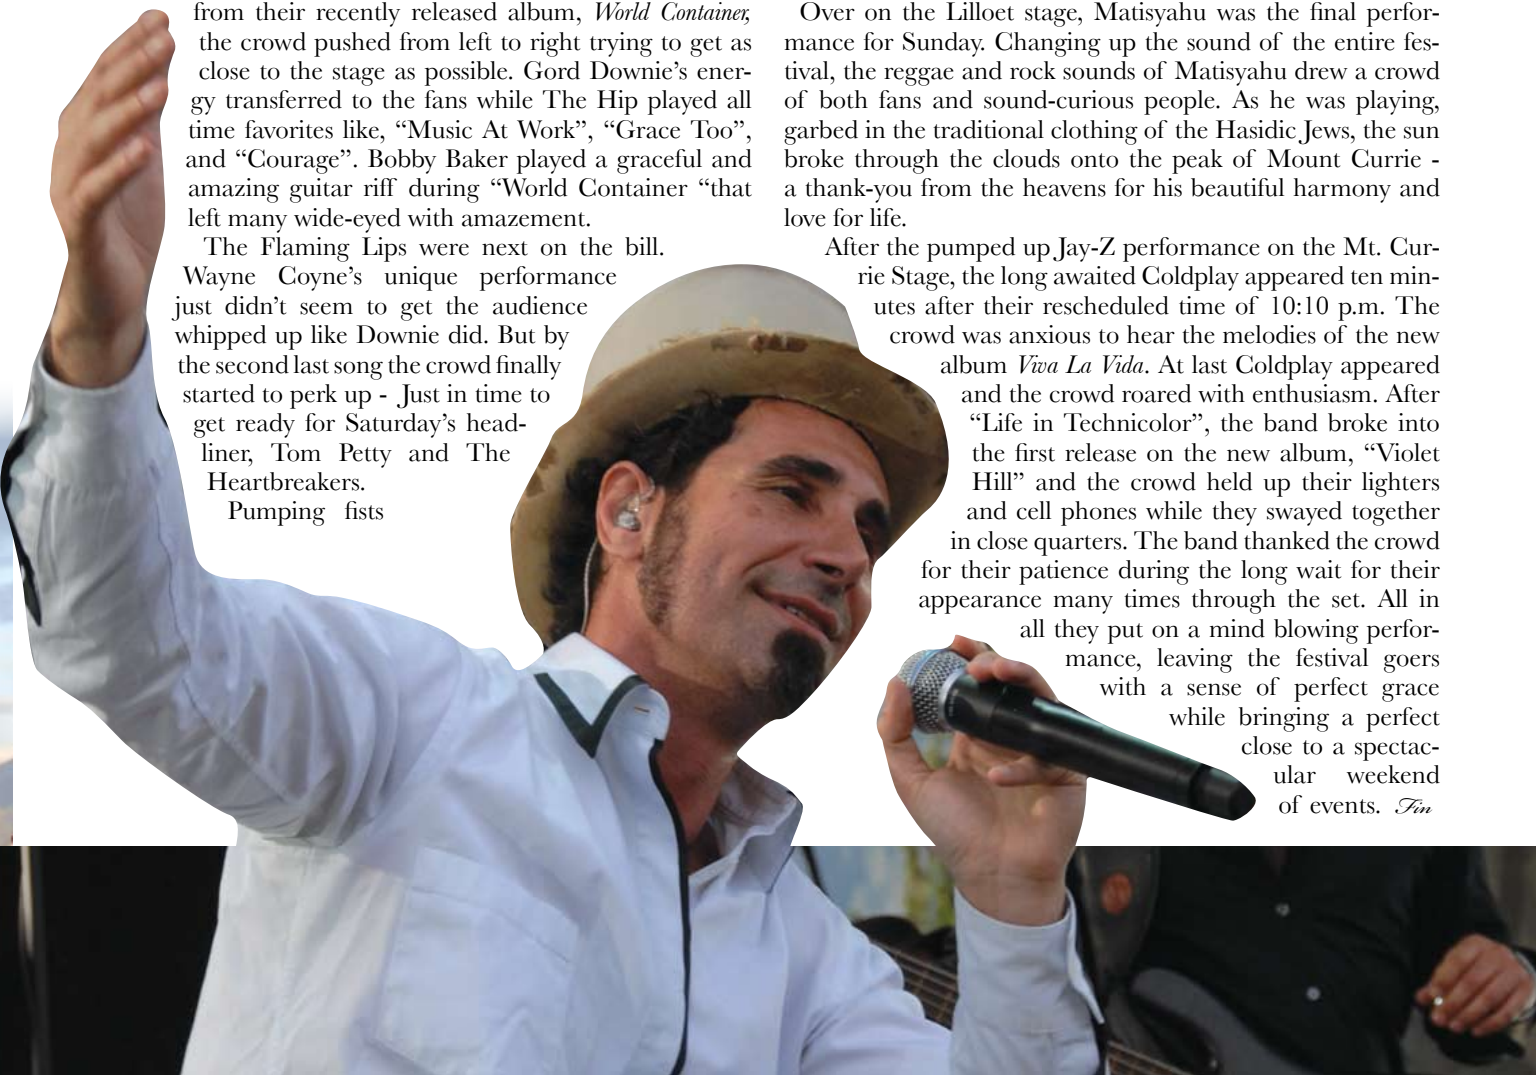 from their recently released album, World Container,
the crowd pushed from left to right trying to get as
close to the stage as possible. Gord Downie’s ener-
gy transferred to the fans while The Hip played all
time favorites like, “Music At Work”, “Grace Too”,
and “Courage”. Bobby Baker played a graceful and
amazing guitar riff during “World Container “that
left many wide-eyed with amazement.
The Flaming Lips were next on the bill.
Wayne Coyne’s unique performance
just didn’t seem to get the audience
whipped up like Downie did. But by
the second last song the crowd finally
started to perk up - Just in time to
get ready for Saturday’s head-
liner, Tom Petty and The
Heartbreakers.
Pumping fists
Over on the Lilloet stage, Matisyahu was the final perfor-
mance for Sunday. Changing up the sound of the entire fes-
tival, the reggae and rock sounds of Matisyahu drew a crowd
of both fans and sound-curious people. As he was playing,
garbed in the traditional clothing of the Hasidic Jews, the sun
broke through the clouds onto the peak of Mount Currie -
a thank-you from the heavens for his beautiful harmony and
love for life.
After the pumped up Jay-Z performance on the Mt. Cur-
rie Stage, the long awaited Coldplay appeared ten min-
utes after their rescheduled time of 10:10 p.m. The
crowd was anxious to hear the melodies of the new
album Viva La Vida. At last Coldplay appeared
and the crowd roared with enthusiasm. After
“Life in Technicolor”, the band broke into
the first release on the new album, “Violet
Hill” and the crowd held up their lighters
and cell phones while they swayed together
in close quarters. The band thanked the crowd
for their patience during the long wait for their
appearance many times through the set. All in
all they put on a mind blowing perfor-
mance, leaving the festival goers
with a sense of perfect grace
while bringing a perfect
close to a spectac-
ular weekend
of events. Fin